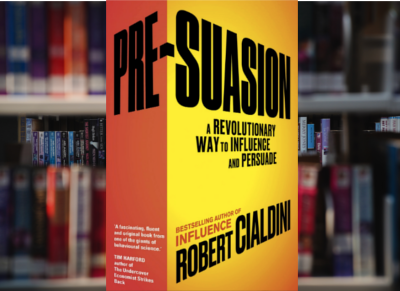 PRE-SUASION
A REVOLUTIONARY
WAY TO INFLUENCE
AND PERSUADE
'A fascinating, fluent
and original book from
one of the giants of
behavioural science.'
TIM HARFORD
author of
The Undercover
Economist Strikes
Back
BESTSELLING AUTHOR OF
INFLUENCE
ROBERT CIALDINI